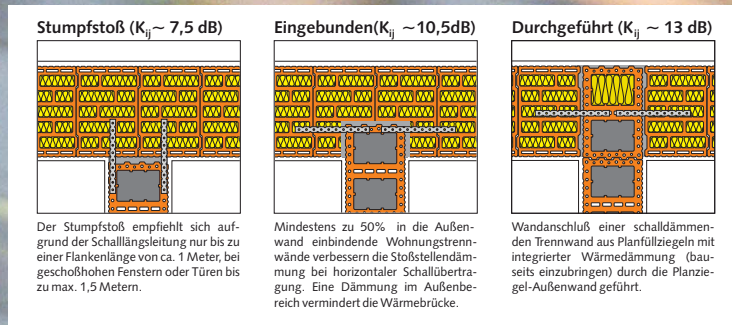 Stumpfstoß (Kij ~ 7,5 dB)
Der Stumpfstoß empfiehlt sich auf-
grund der Schalllängsleitung nur bis zu
einer Flankenlänge von ca. 1 Meter, bei
geschoßhohen Fenstern oder Türen bis
zu max. 1,5 Metern.
Eingebunden(Kij ~10,5dB)
Mindestens zu 50% in die Außen-
wand einbindende Wohnungstrenn-
wände verbessern die Stoßstellendäm-
mung bei horizontaler Schallübertra-
gung. Eine Dämmung im Außenbe-
reich vermindert die Wärmebrücke.
Durchgeführt (Kij ~ 13 dB)
Wandanschluß einer schalldämmen-
den Trennwand aus Planfüllziegeln mit
integrierter Wärmedämmung (bau-
seits einzubringen) durch die Planzie-
gel-Außenwand geführt.